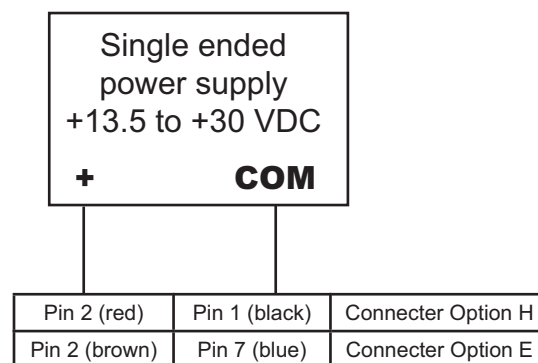 Single ended
power supply
+13.5 to +30 VDC
+ COM
Pin 2 (red) Pin 1 (black) Connecter Option H
Pin 2 (brown) Pin 7 (blue) Connecter Option E